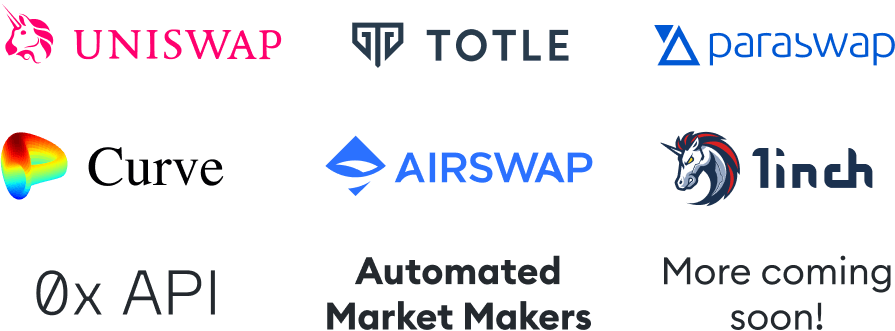 UNISWAP
TOTLE
paraswap
Curve
AIRSWAP
1inch
0x API
Automated
Market Makers
More coming
soon!